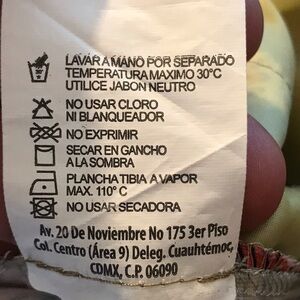 LAVAR A MANO POR SEPARADO
TEMPERATURA MAXIMO 30°C
UTILICE JABON NEUTRO
NO USAR CLORO
NI BLANQUEADOR
NO EXPRIMIR
SECAR EN GANCHO
A LA SOMBRA
PLANCHA TIBIA A VAPOR
MAX. 110° C
NO USAR SECADORA
Av. 20 De Noviembre No 175 3er Piso
Col. Centro (Área 9) Deleg. Cuauhtémoc,
CDMX, C.P. 06090